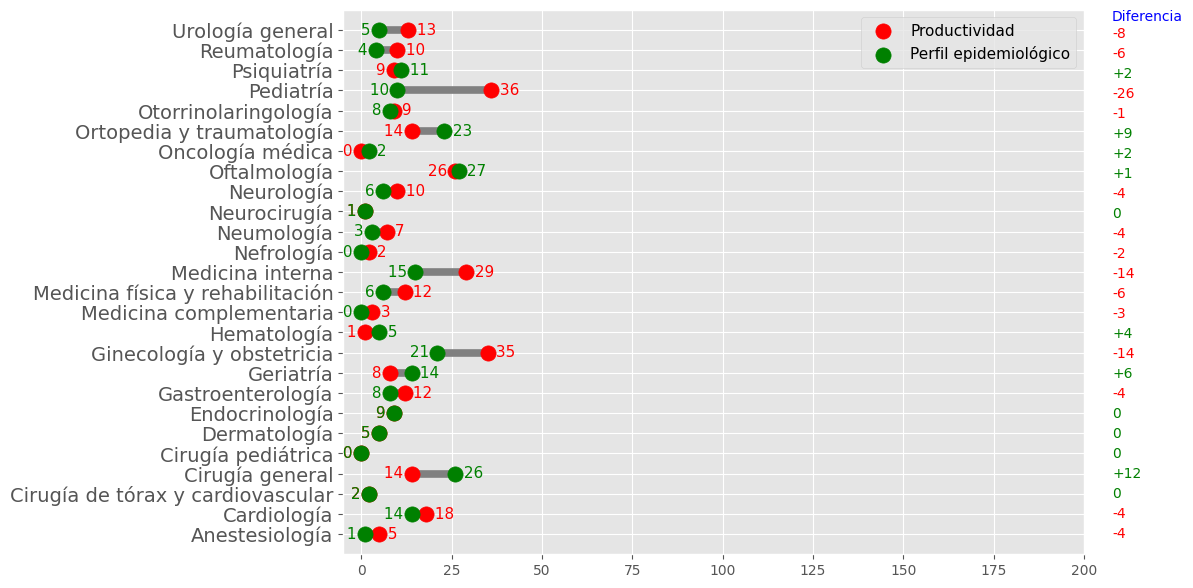 Diferencia
Productividad
Perfil epidemiológico
Urología general 5 13 -8
Reumatología 4 10 -6
Psiquiatría 9 11 +2
Pediatría 10 36 -26
Otorrinolaringología 8 9 -1
Ortopedia y traumatología 14 23 +9
Oncología médica 0 2 +2
Oftalmología 26 27 +1
Neurología 6 10 -4
Neurocirugía 1 0
Neumología 3 7 -4
Nefrología 0 2 -2
Medicina interna 15 29 -14
Medicina física y rehabilitación 6 12 -6
Medicina complementaria 0 3 -3
Hematología 1 5 +4
Ginecología y obstetricia 21 35 -14
Geriatría 8 14 +6
Gastroenterología 8 12 -4
Endocrinología 9 0
Dermatología 5 0
Cirugía pediátrica 0 0
Cirugía general 14 26 +12
Cirugía de tórax y cardiovascular 2 0
Cardiología 14 18 -4
Anestesiología 1 5 -4
0 25 50 75 100 125 150 175 200